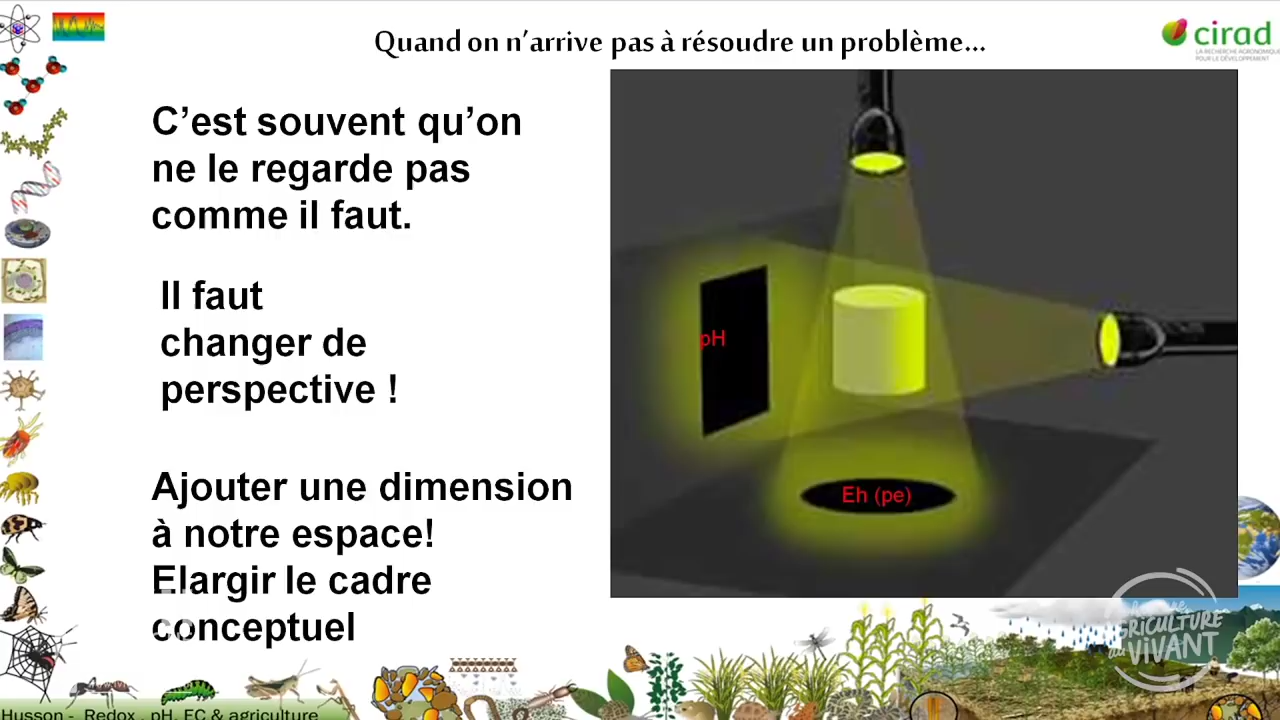 Quand on n'arrive pas à résoudre un problème...
cirad
LA RECHERCHE AGRONOMIQUE
POUR LE DÉVELOPPEMENT
C'est souvent qu'on
ne le regarde pas
comme il faut.
Il faut
changer de
perspective !
Ajouter une dimension
à notre espace!
Elargir le cadre
conceptuel
pH
Eh (pe)
AGRICULTURE
VIVANT
Husson - Redox, pH, EC & agriculture